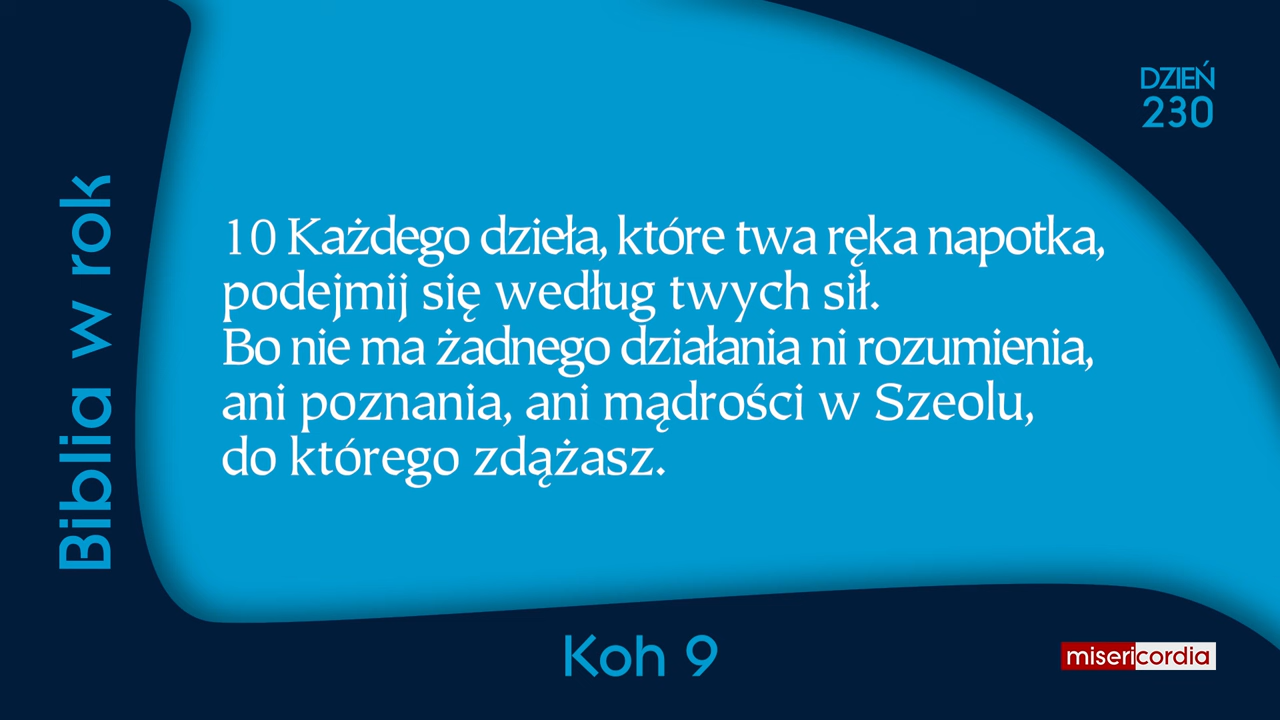 DZIEŃ
230
Biblia w rok
10 Każdego dzieła, które twa ręka napotka,
podejmij się według twych sił.
Bo nie ma żadnego działania ni rozumienia,
ani poznania, ani mądrości w Szeolu,
do którego zdążasz.
Koh 9
misericordia